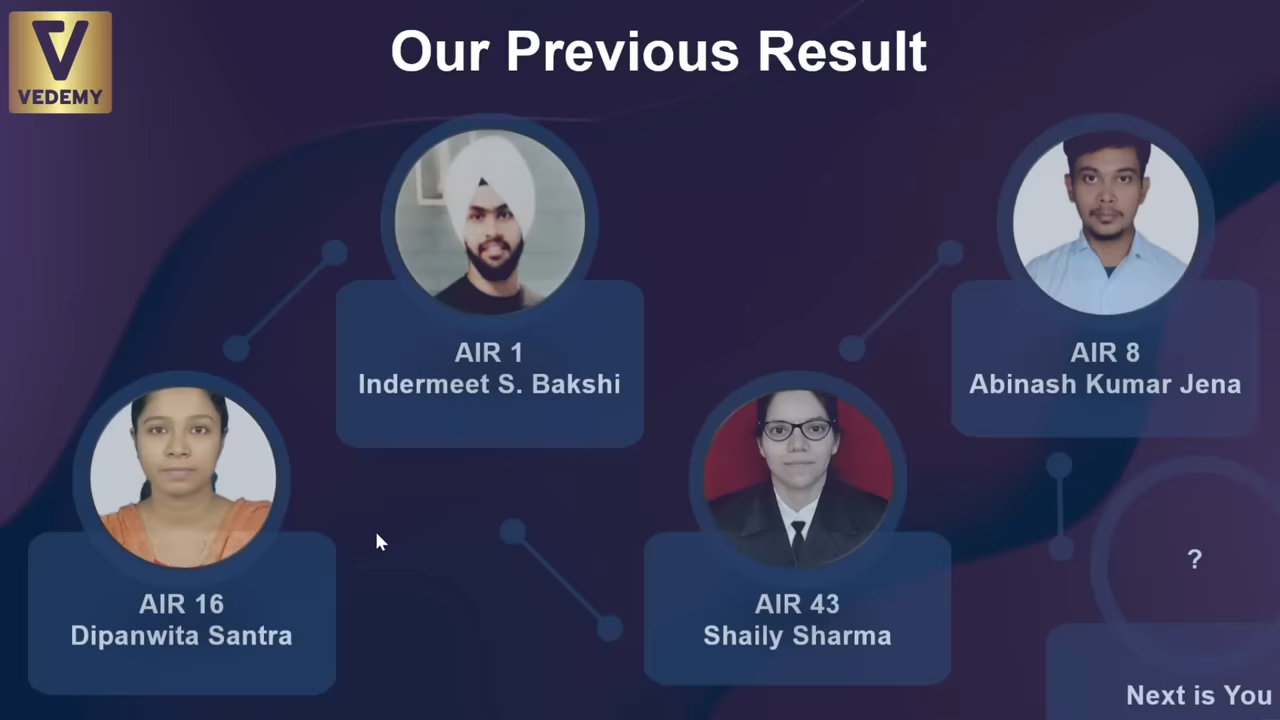 VEDEMY
Our Previous Result
AIR 1
Indermeet S. Bakshi
AIR 8
Abinash Kumar Jena
AIR 16
Dipanwita Santra
AIR 43
Shaily Sharma
?
Next is You